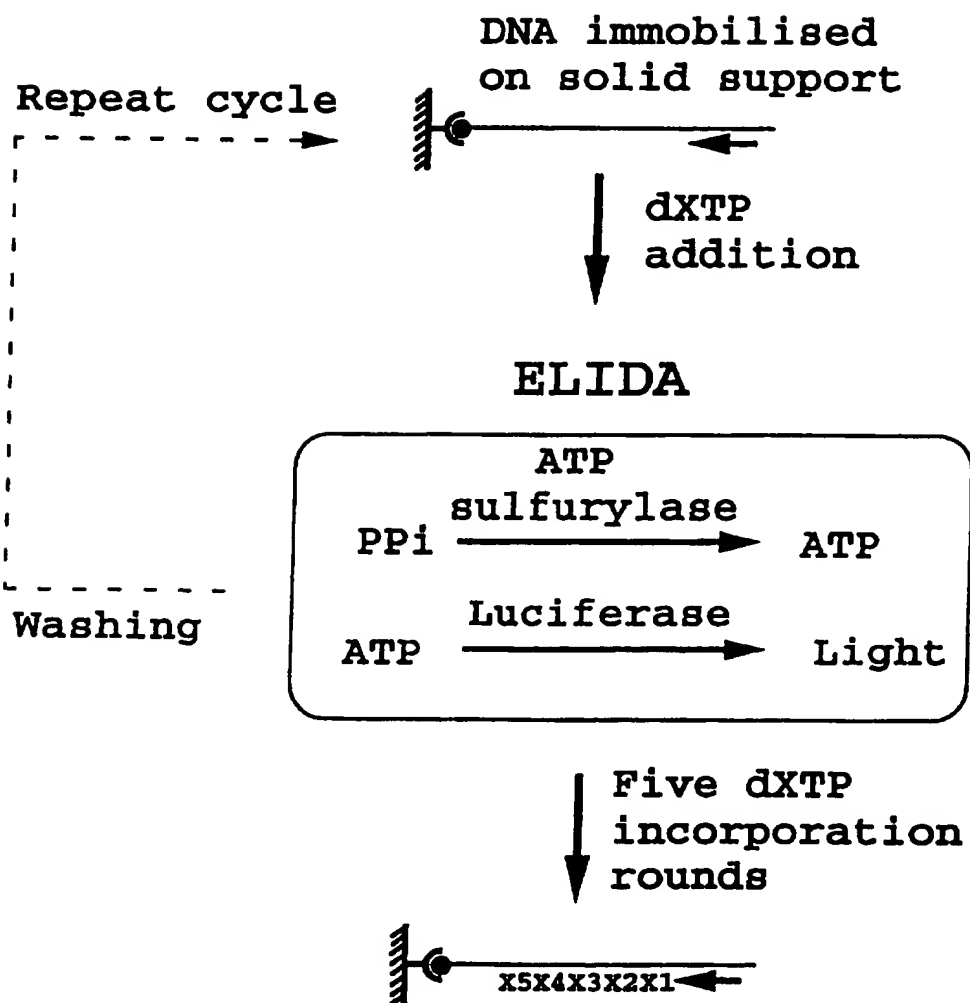 DNA immobilised
on solid support
Repeat cycle
dXTP
addition
ELIDA
ATP
sulfurylase
PPi
ATP
Washing
Luciferase
ATP
Light
Five dXTP
incorporation
rounds
X5X4X3X2X1